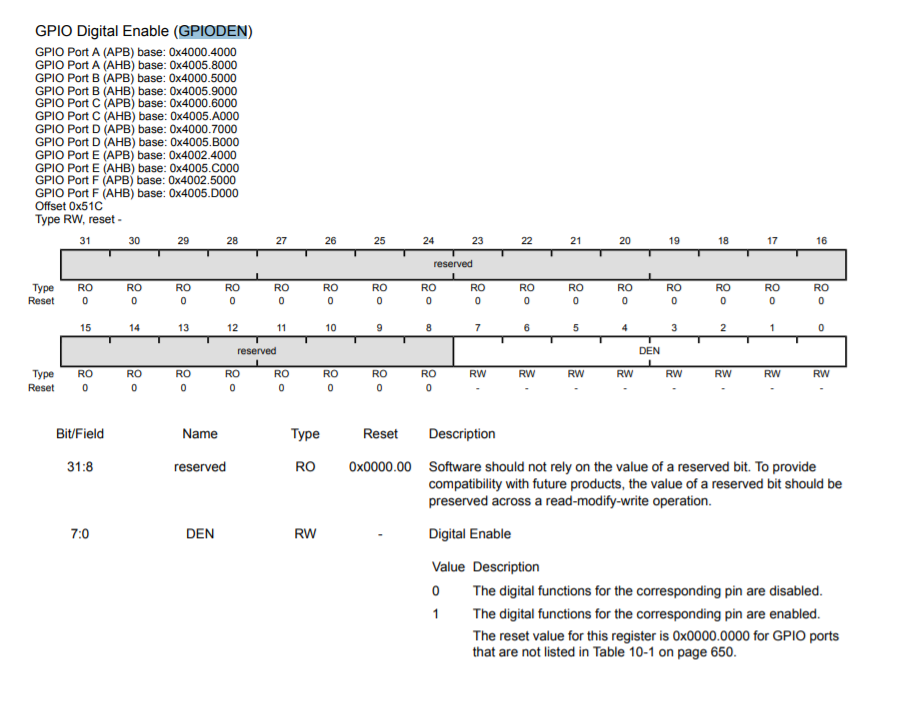 GPIO Digital Enable (GPIODEN)
GPIO Port A (APB) base: 0x4000.4000
GPIO Port A (AHB) base: 0x4005.8000
GPIO Port B (APB) base: 0x4000.5000
GPIO Port B (AHB) base: 0x4005.9000
GPIO Port C (APB) base: 0x4000.6000
GPIO Port C (AHB) base: 0x4005.A000
GPIO Port D (APB) base: 0x4000.7000
GPIO Port D (AHB) base: 0x4005.B000
GPIO Port E (APB) base: 0x4002.4000
GPIO Port E (AHB) base: 0x4005.C000
GPIO Port F (APB) base: 0x4002.5000
GPIO Port F (AHB) base: 0x4005.D000
Offset 0x51C
Type RW, reset -
31 30 29 28 27 26 25 24 23 22 21 20 19 18 17 16
reserved
Type RO RO RO RO RO RO RO RO RO RO RO RO RO RO RO RO
Reset 0 0 0 0 0 0 0 0 0 0 0 0 0 0 0 0
15 14 13 12 11 10 9 8 7 6 5 4 3 2 1 0
reserved DEN
Type RO RO RO RO RO RO RO RO RW RW RW RW RW RW RW RW
Reset 0 0 0 0 0 0 0 0 - - - - - - - -
Bit/Field Name Type Reset Description
31:8 reserved RO 0x0000.00 Software should not rely on the value of a reserved bit. To provide
compatibility with future products, the value of a reserved bit should be
preserved across a read-modify-write operation.
7:0 DEN RW - Digital Enable
Value Description
0 The digital functions for the corresponding pin are disabled.
1 The digital functions for the corresponding pin are enabled.
The reset value for this register is 0x0000.0000 for GPIO ports
that are not listed in Table 10-1 on page 650.